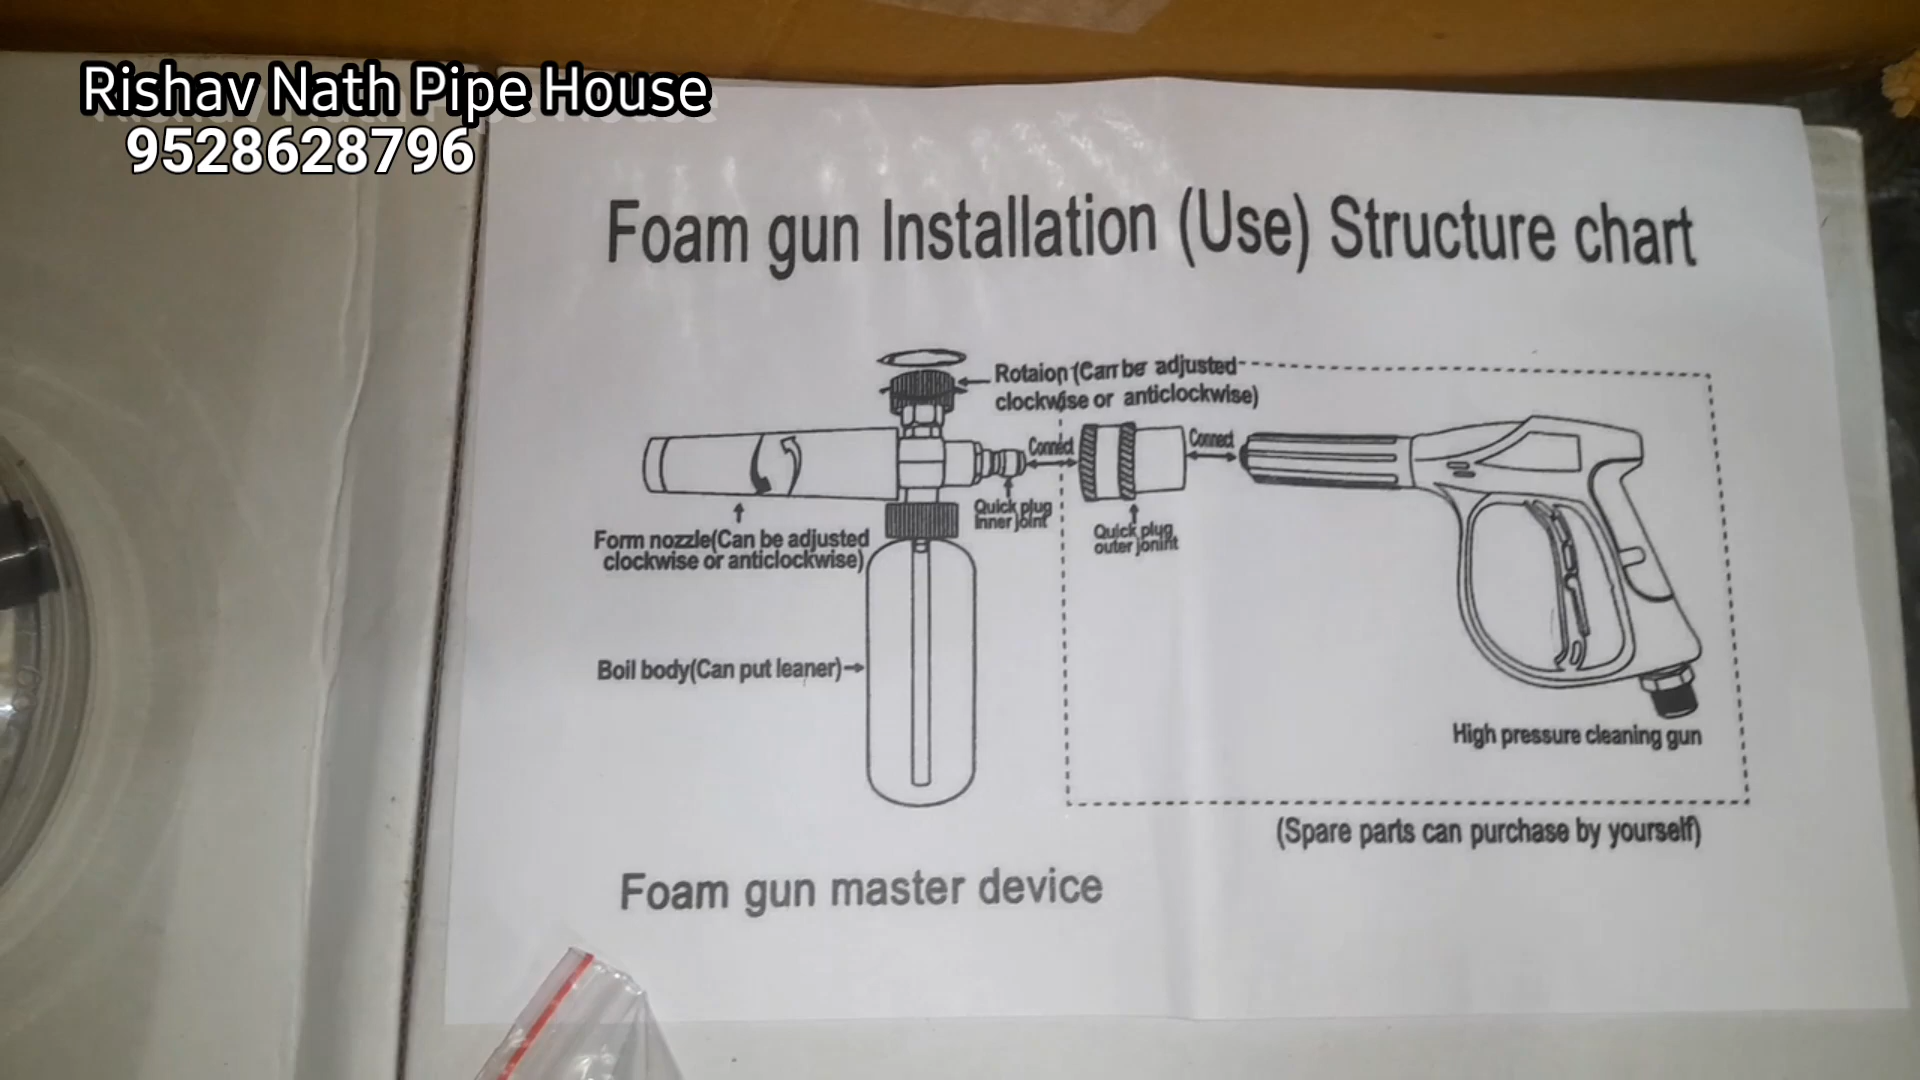 Rishav Nath Pipe House
9528628796
Foam gun Installation (Use) Structure chart
Rotaion (Can be adjusted
clockwise or anticlockwise)
Connect
Connect
Quick plug
inner joint
Quick plug
outer jonint
Form nozzle(Can be adjusted
clockwise or anticlockwise)
Boil body(Can put leaner)
High pressure cleaning gun
(Spare parts can purchase by yourself)
Foam gun master device